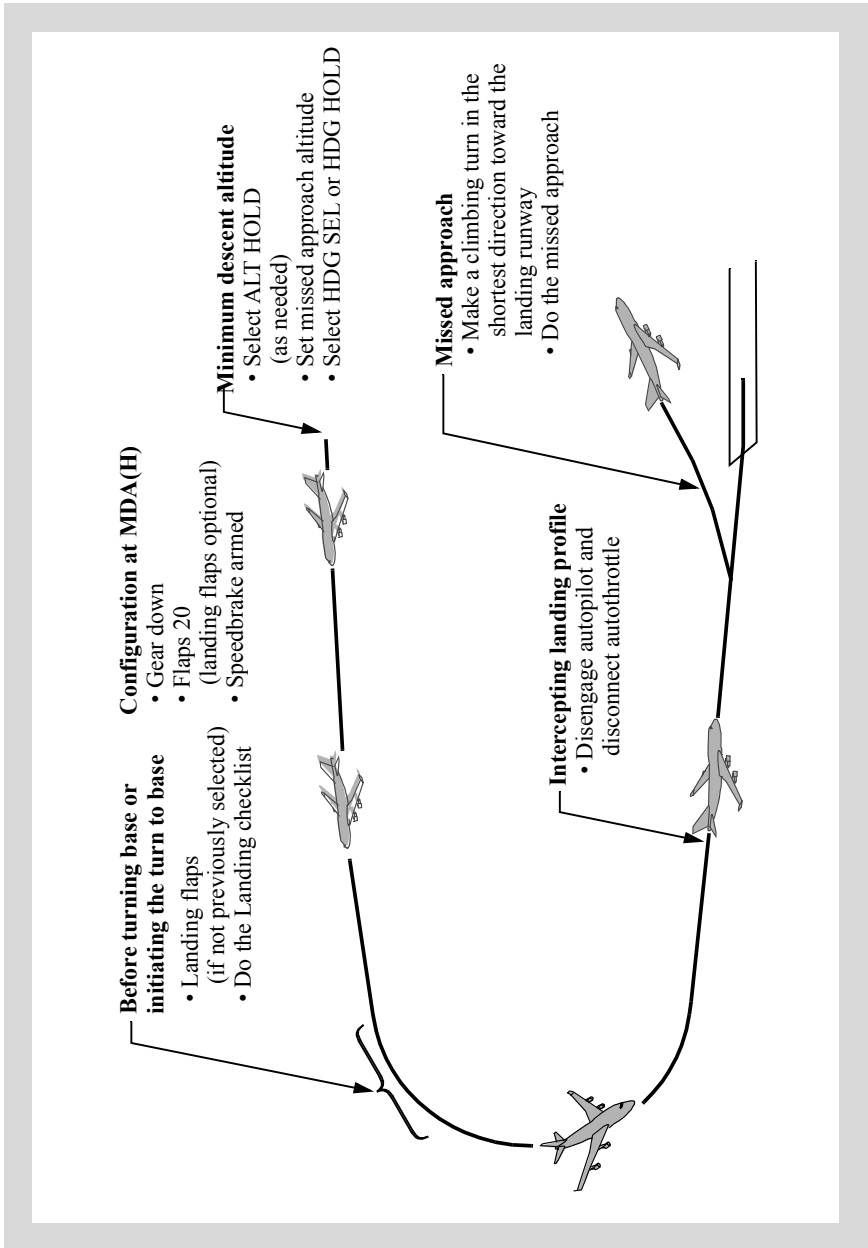 Minimum descent altitude
• Select ALT HOLD
(as needed)
• Set missed approach altitude
• Select HDG SEL or HDG HOLD
Configuration at MDA(H)
• Gear down
• Flaps 20
(landing flaps optional)
• Speedbrake armed
Before turning base or
initiating the turn to base
• Landing flaps
(if not previously selected)
• Do the Landing checklist
Intercepting landing profile
• Disengage autopilot and
disconnect autothrottle
Missed approach
• Make a climbing turn in the
shortest direction toward the
landing runway
• Do the missed approach